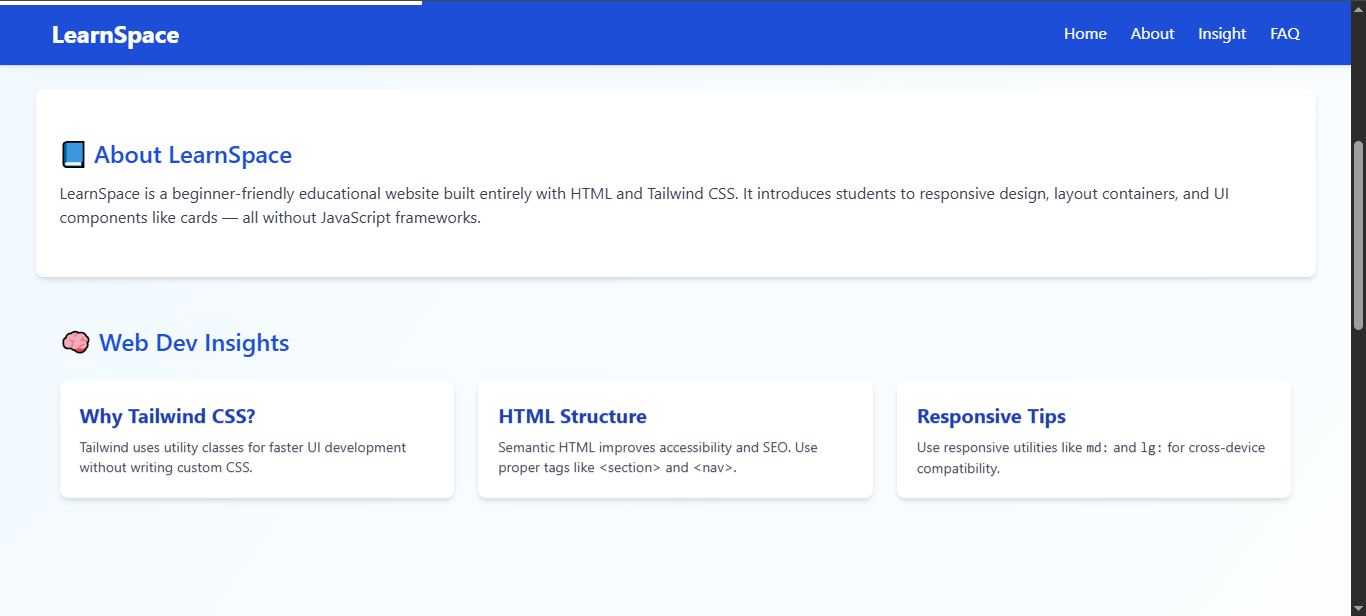 LearnSpace
Home About Insight FAQ
📘 About LearnSpace
LearnSpace is a beginner-friendly educational website built entirely with HTML and Tailwind CSS. It introduces students to responsive design, layout containers, and UI
components like cards — all without JavaScript frameworks.
🧠 Web Dev Insights
Why Tailwind CSS?
Tailwind uses utility classes for faster UI development
without writing custom CSS.
HTML Structure
Semantic HTML improves accessibility and SEO. Use
proper tags like <section> and <nav>.
Responsive Tips
Use responsive utilities like md: and lg: for cross-device
compatibility.